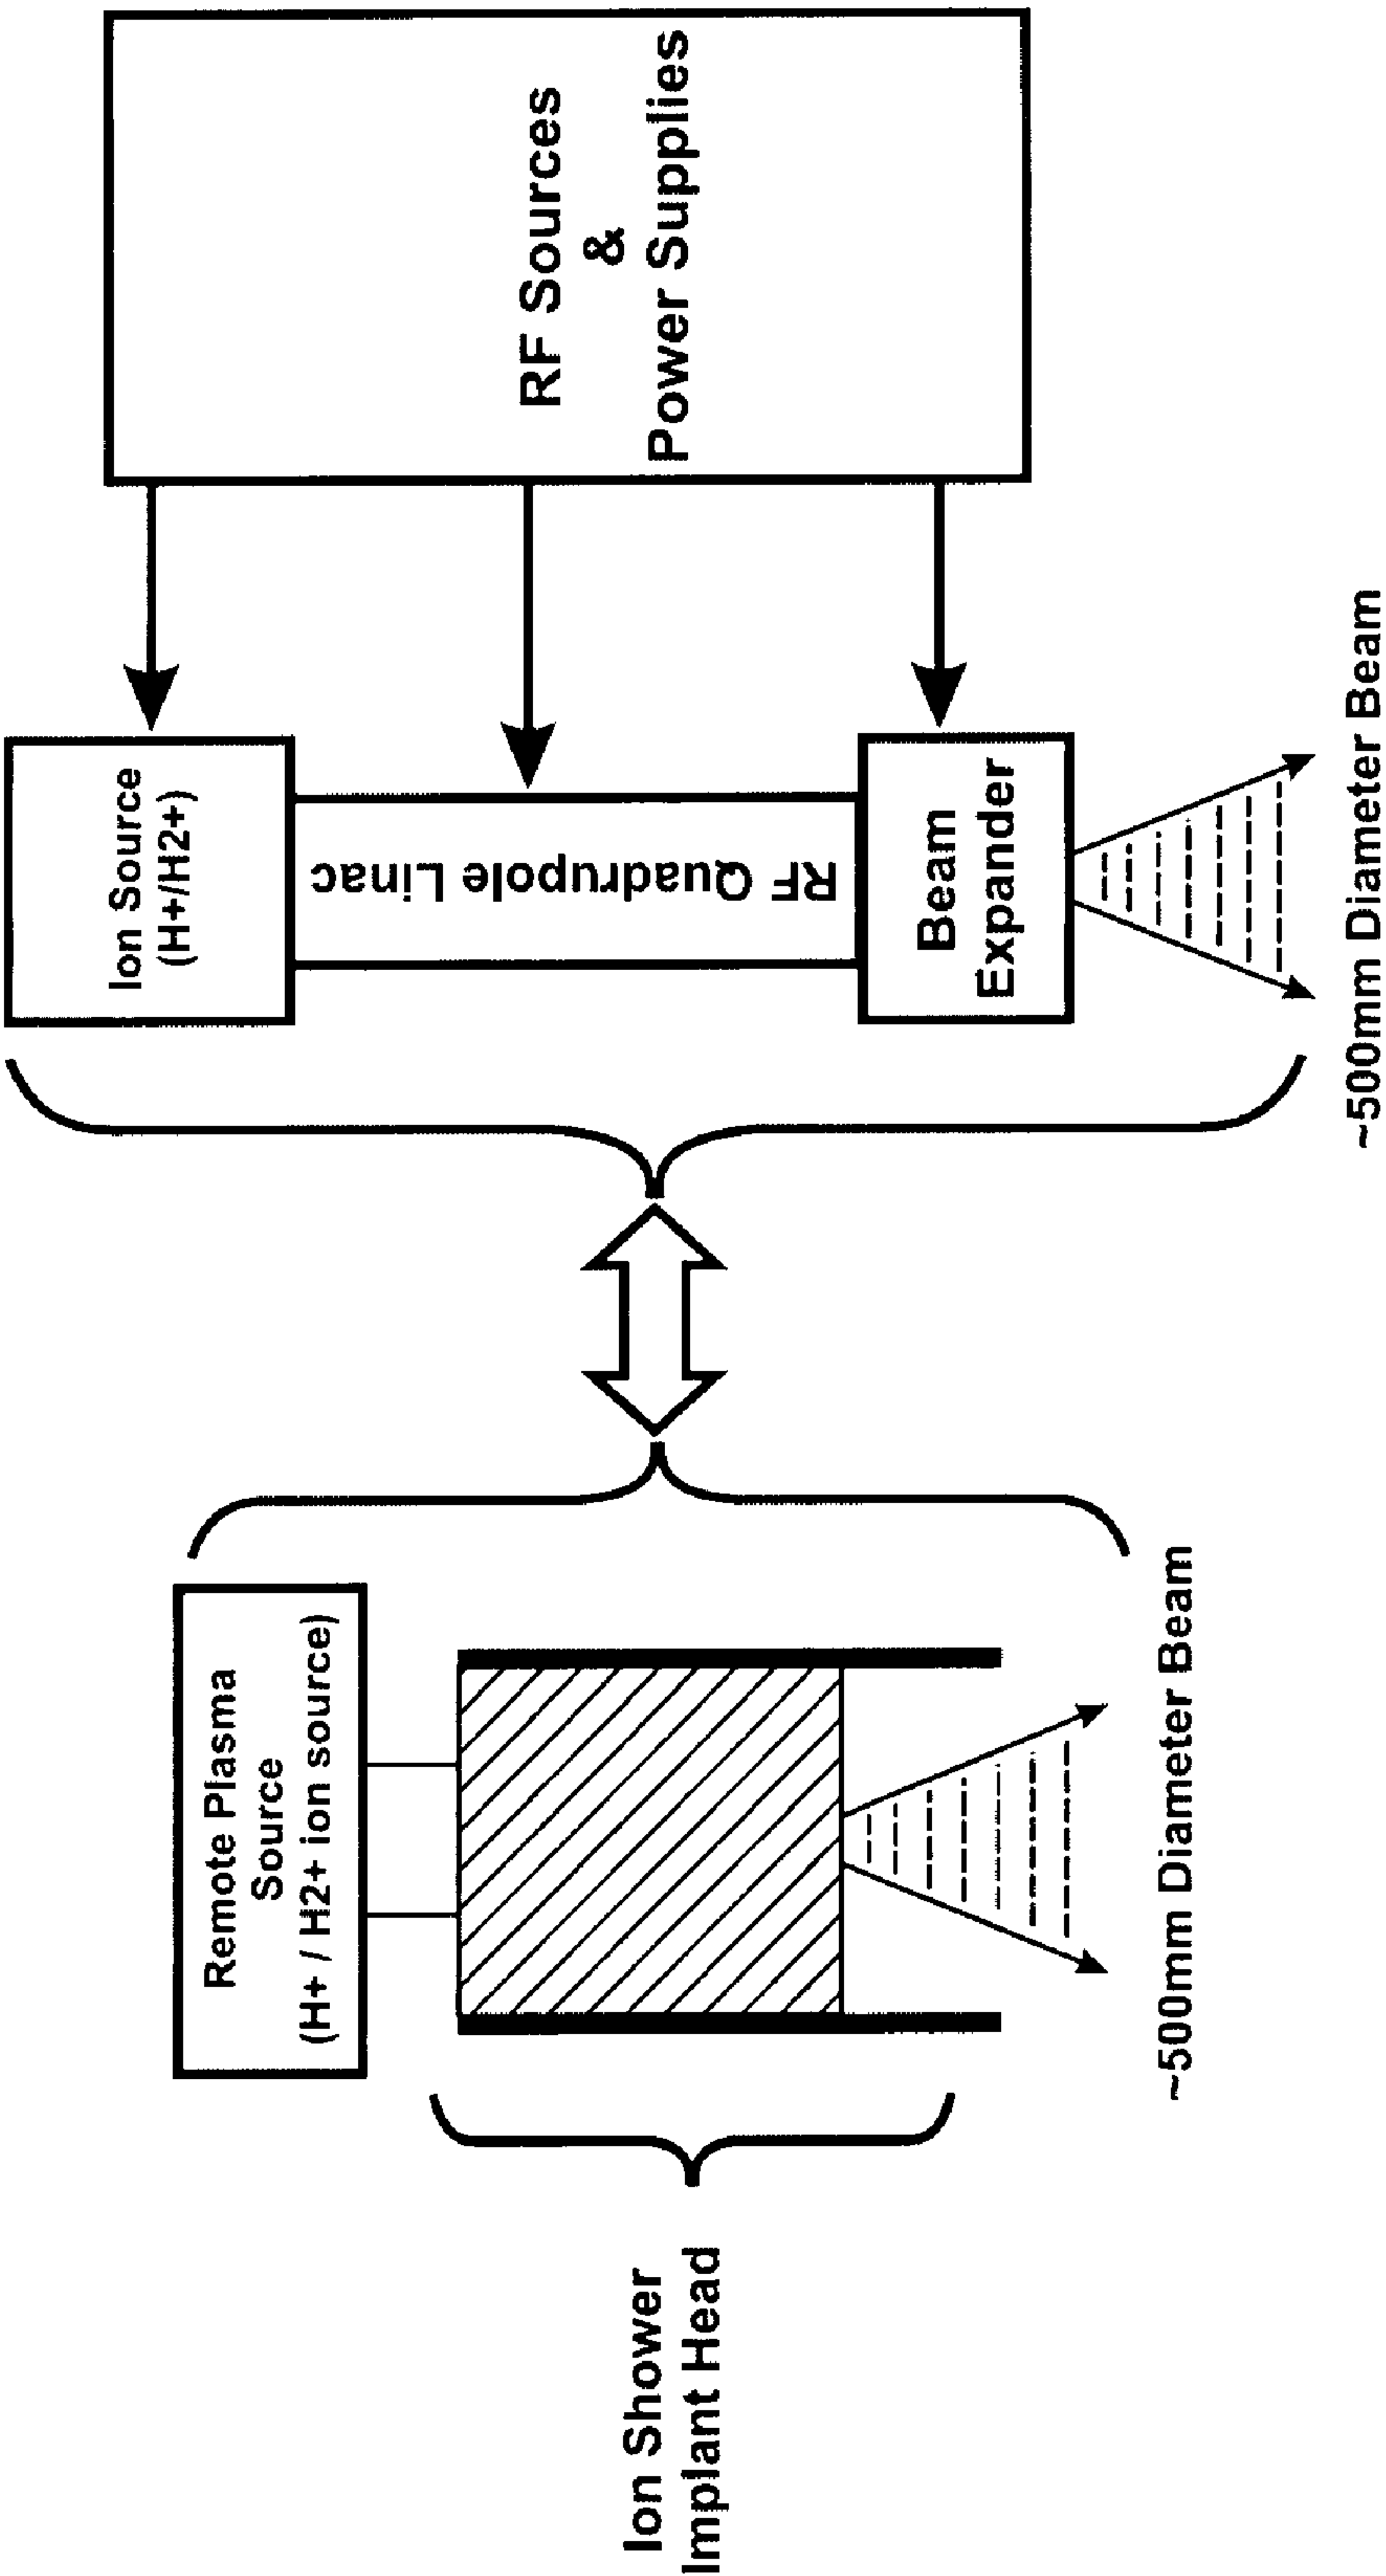 Ion Shower
Implant Head
Remote Plasma
Source
(H+ / H2+ ion source)
~500mm Diameter Beam
Ion Source
(H+/H2+)
RF Quadrupole Linac
Beam
Expander
~500mm Diameter Beam
RF Sources
&
Power Supplies